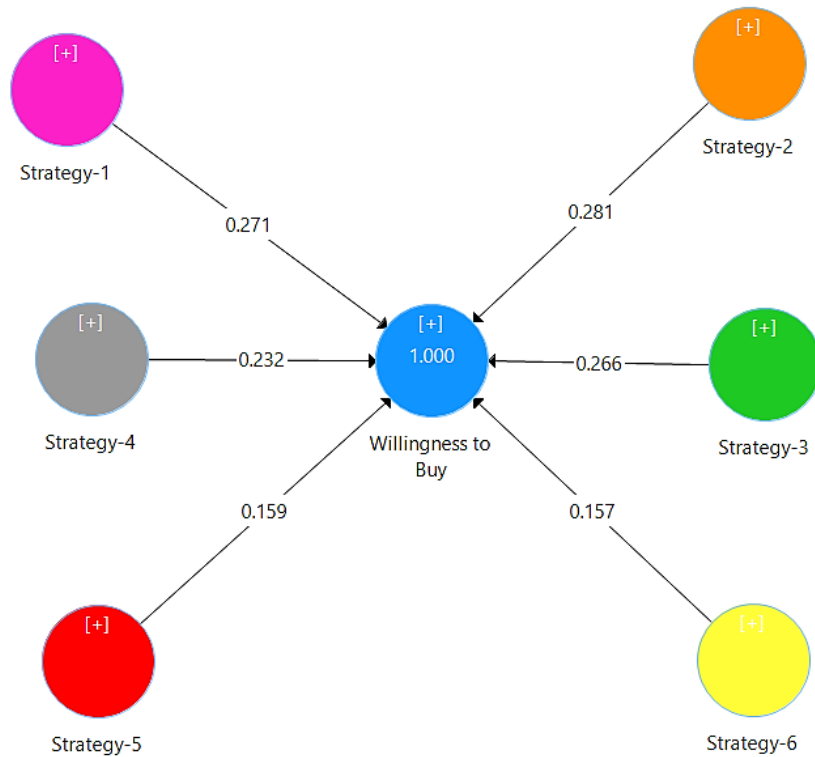 [+]
Strategy-1
[+]
Strategy-2
0.271
0.281
[+]
Strategy-4
0.232
[+]
1.000
Willingness to
Buy
0.266
[+]
Strategy-3
0.159
0.157
[+]
Strategy-5
[+]
Strategy-6